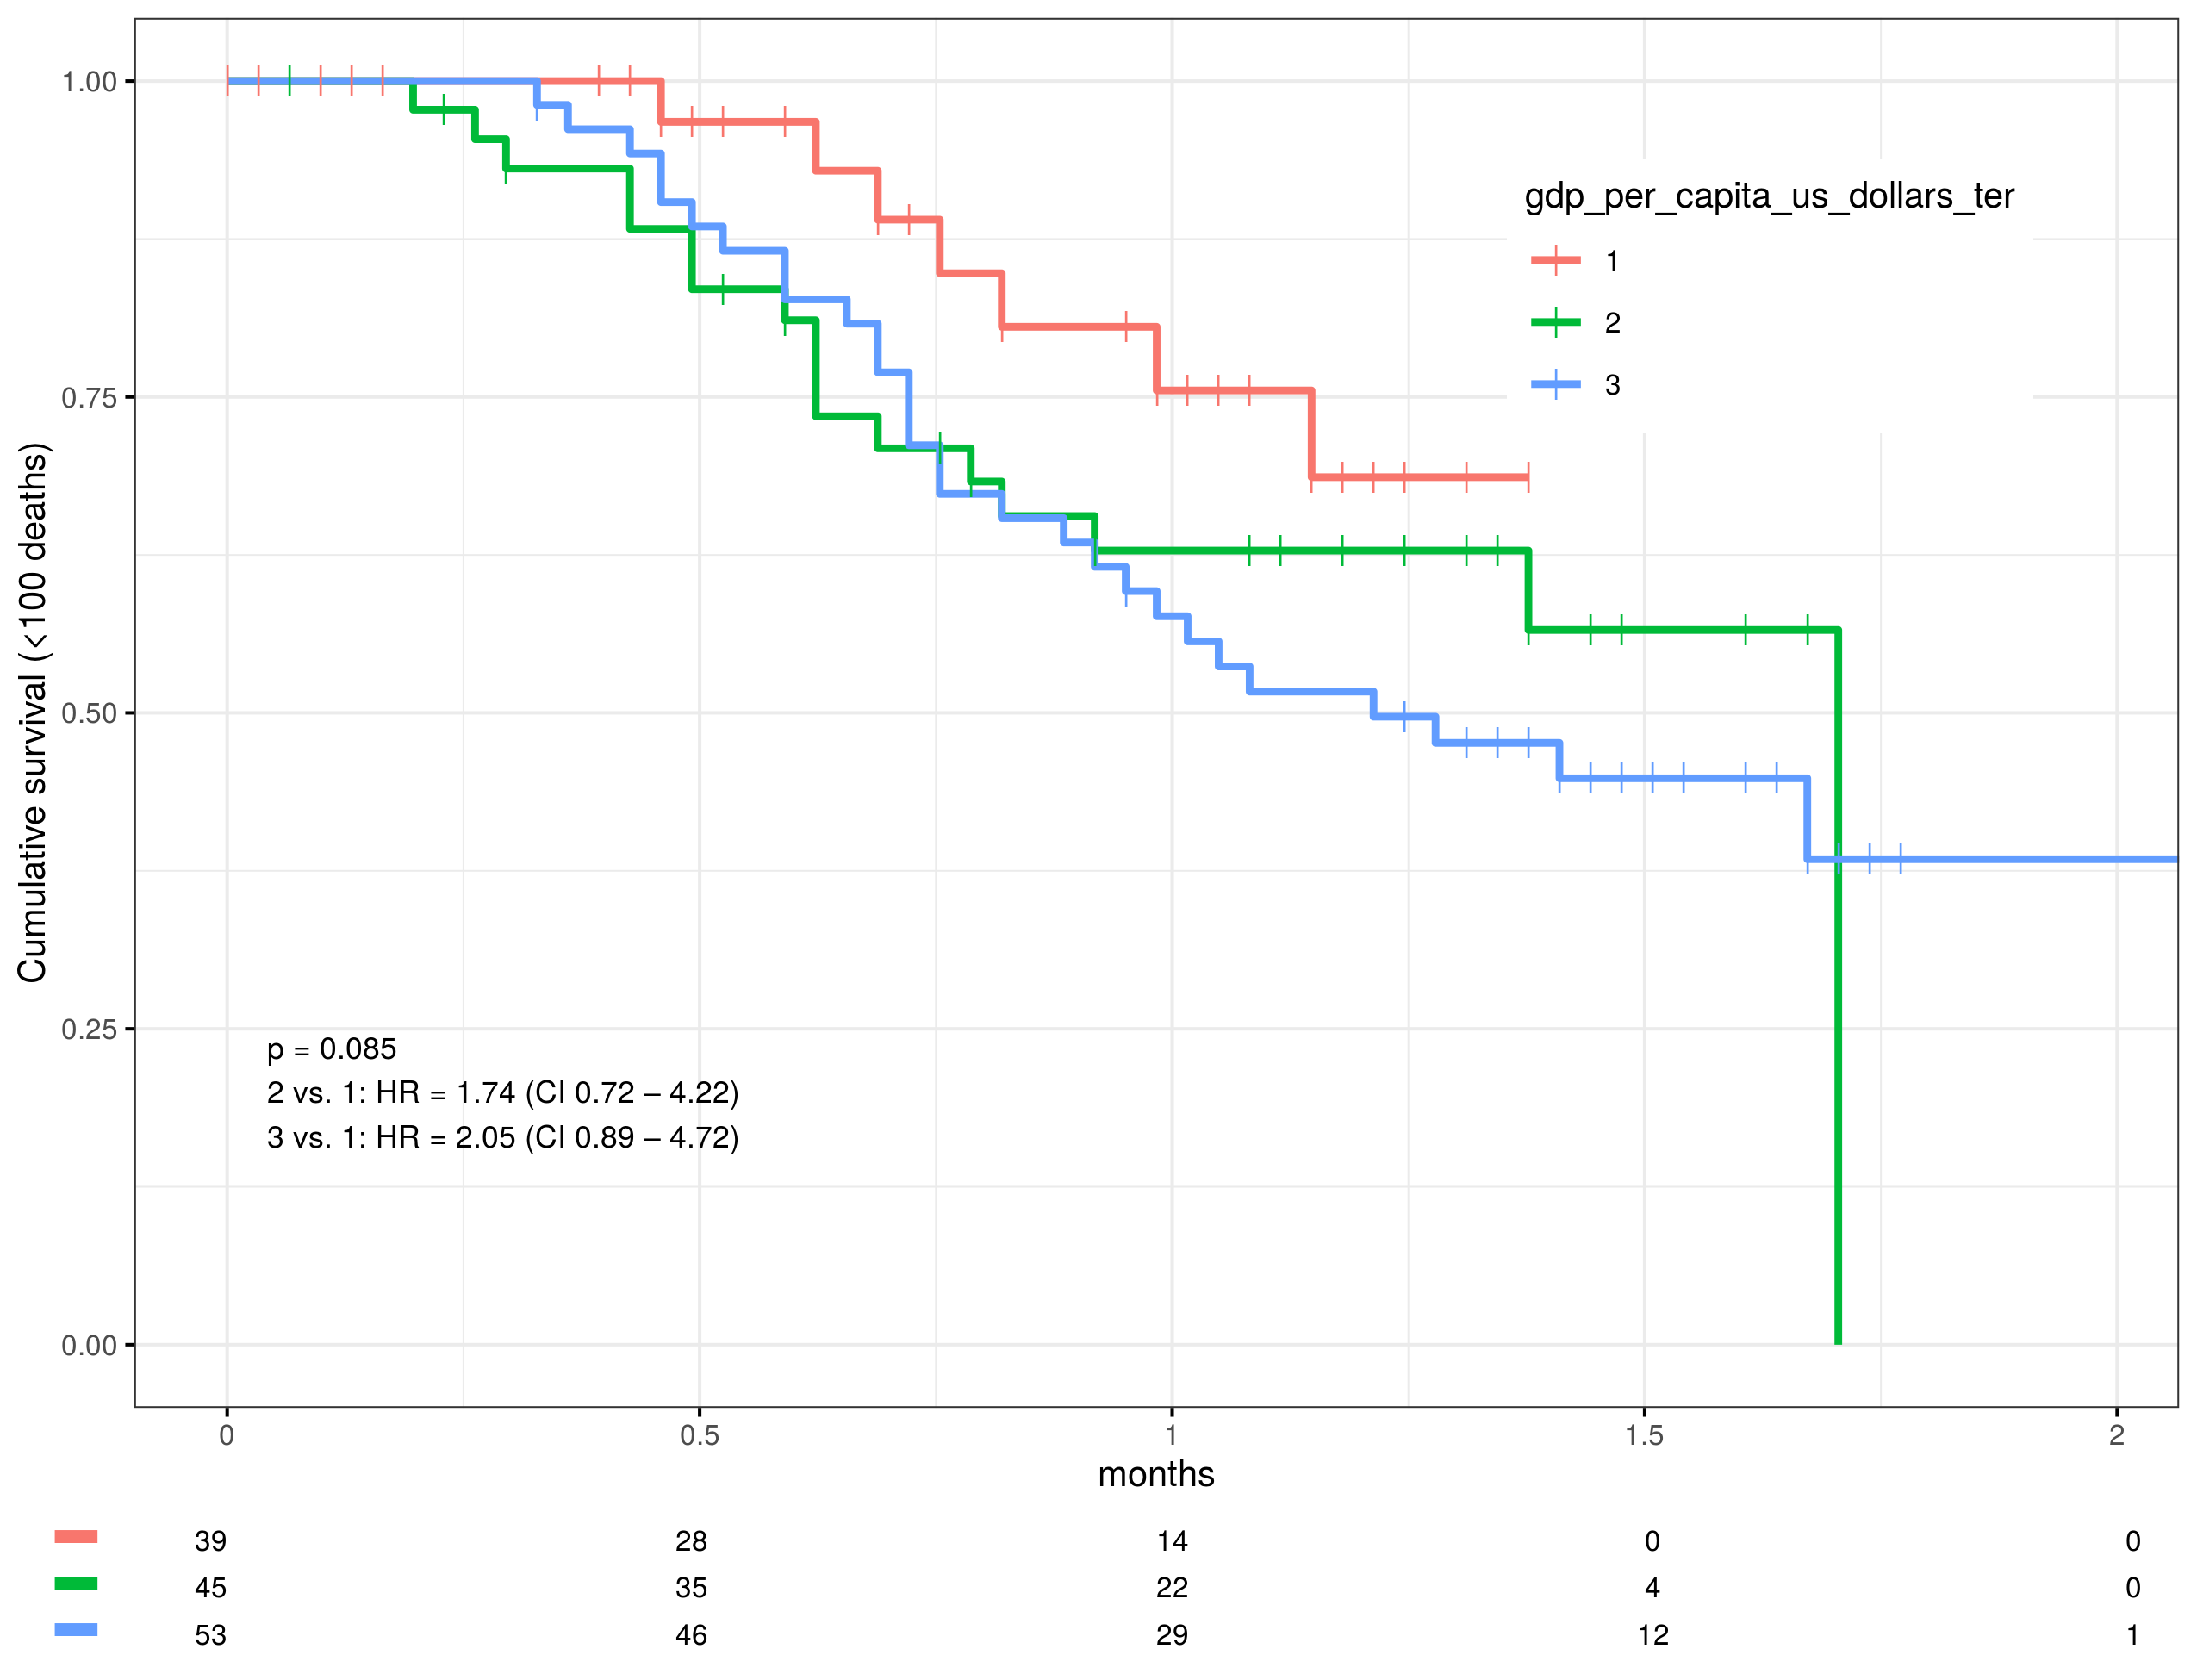 1.00
0.75
0.50
0.25
0.00
Cumulative survival (<100 deaths)
gdp_per_capita_us_dollars_ter
1
2
3
p = 0.085
2 vs. 1: HR = 1.74 (CI 0.72 – 4.22)
3 vs. 1: HR = 2.05 (CI 0.89 – 4.72)
0 0.5 1 1.5 2
months
39 28 14 0 0
45 35 22 4 0
53 46 29 12 1